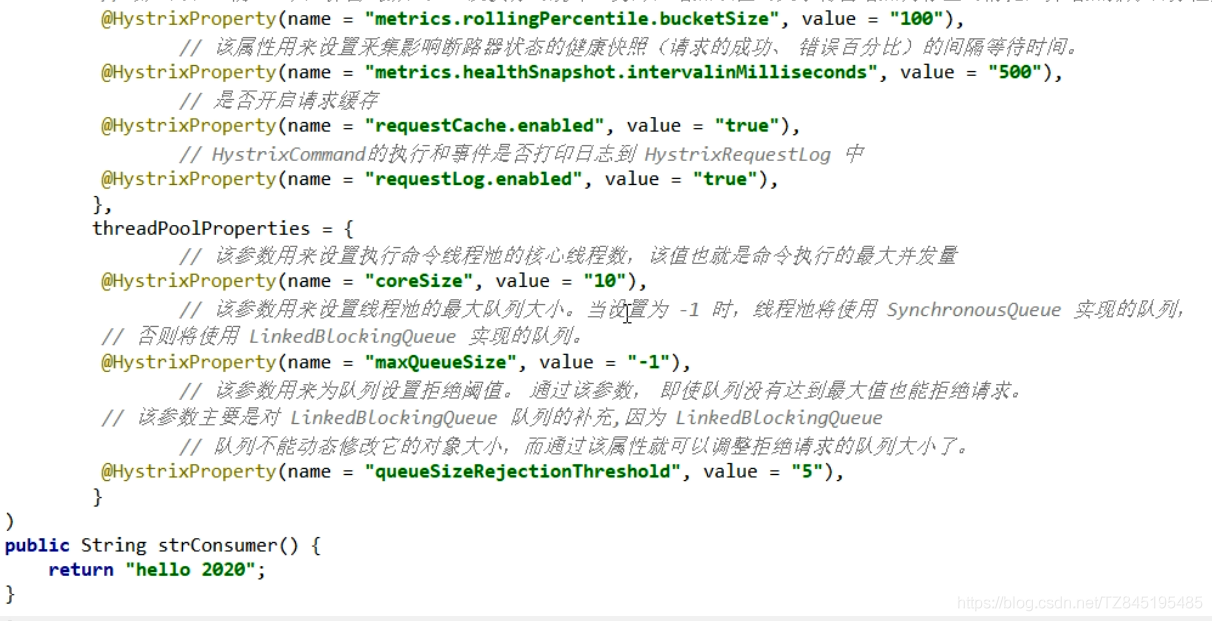 @HystrixProperty(name = "metrics.rollingPercentile.bucketSize", value = "100"),
// 该属性用来设置采集影响断路器状态的健康快照（请求的成功、 错误百分比）的间隔等待时间。
@HystrixProperty(name = "metrics.healthSnapshot.intervalinMilliseconds", value = "500"),
// 是否开启请求缓存
@HystrixProperty(name = "requestCache.enabled", value = "true"),
// HystrixCommand的执行和事件是否打印日志到 HystrixRequestLog 中
@HystrixProperty(name = "requestLog.enabled", value = "true"),
},
threadPoolProperties = {
// 该参数用来设置执行命令线程池的核心线程数，该值也就是命令执行的最大并发量
@HystrixProperty(name = "coreSize", value = "10"),
// 该参数用来设置线程池的最大队列大小。当设置为 -1 时，线程池将使用 SynchronousQueue 实现的队列，
// 否则将使用 LinkedBlockingQueue 实现的队列。
@HystrixProperty(name = "maxQueueSize", value = "-1"),
// 该参数用来为队列设置拒绝阈值。 通过该参数， 即使队列没有达到最大值也能拒绝请求。
// 该参数主要是对 LinkedBlockingQueue 队列的补充,因为 LinkedBlockingQueue
// 队列不能动态修改它的对象大小，而通过该属性就可以调整拒绝请求的队列大小了。
@HystrixProperty(name = "queueSizeRejectionThreshold", value = "5"),
}
)
public String strConsumer() {
return "hello 2020";
}
https://blog.csdn.net/TZ845195485